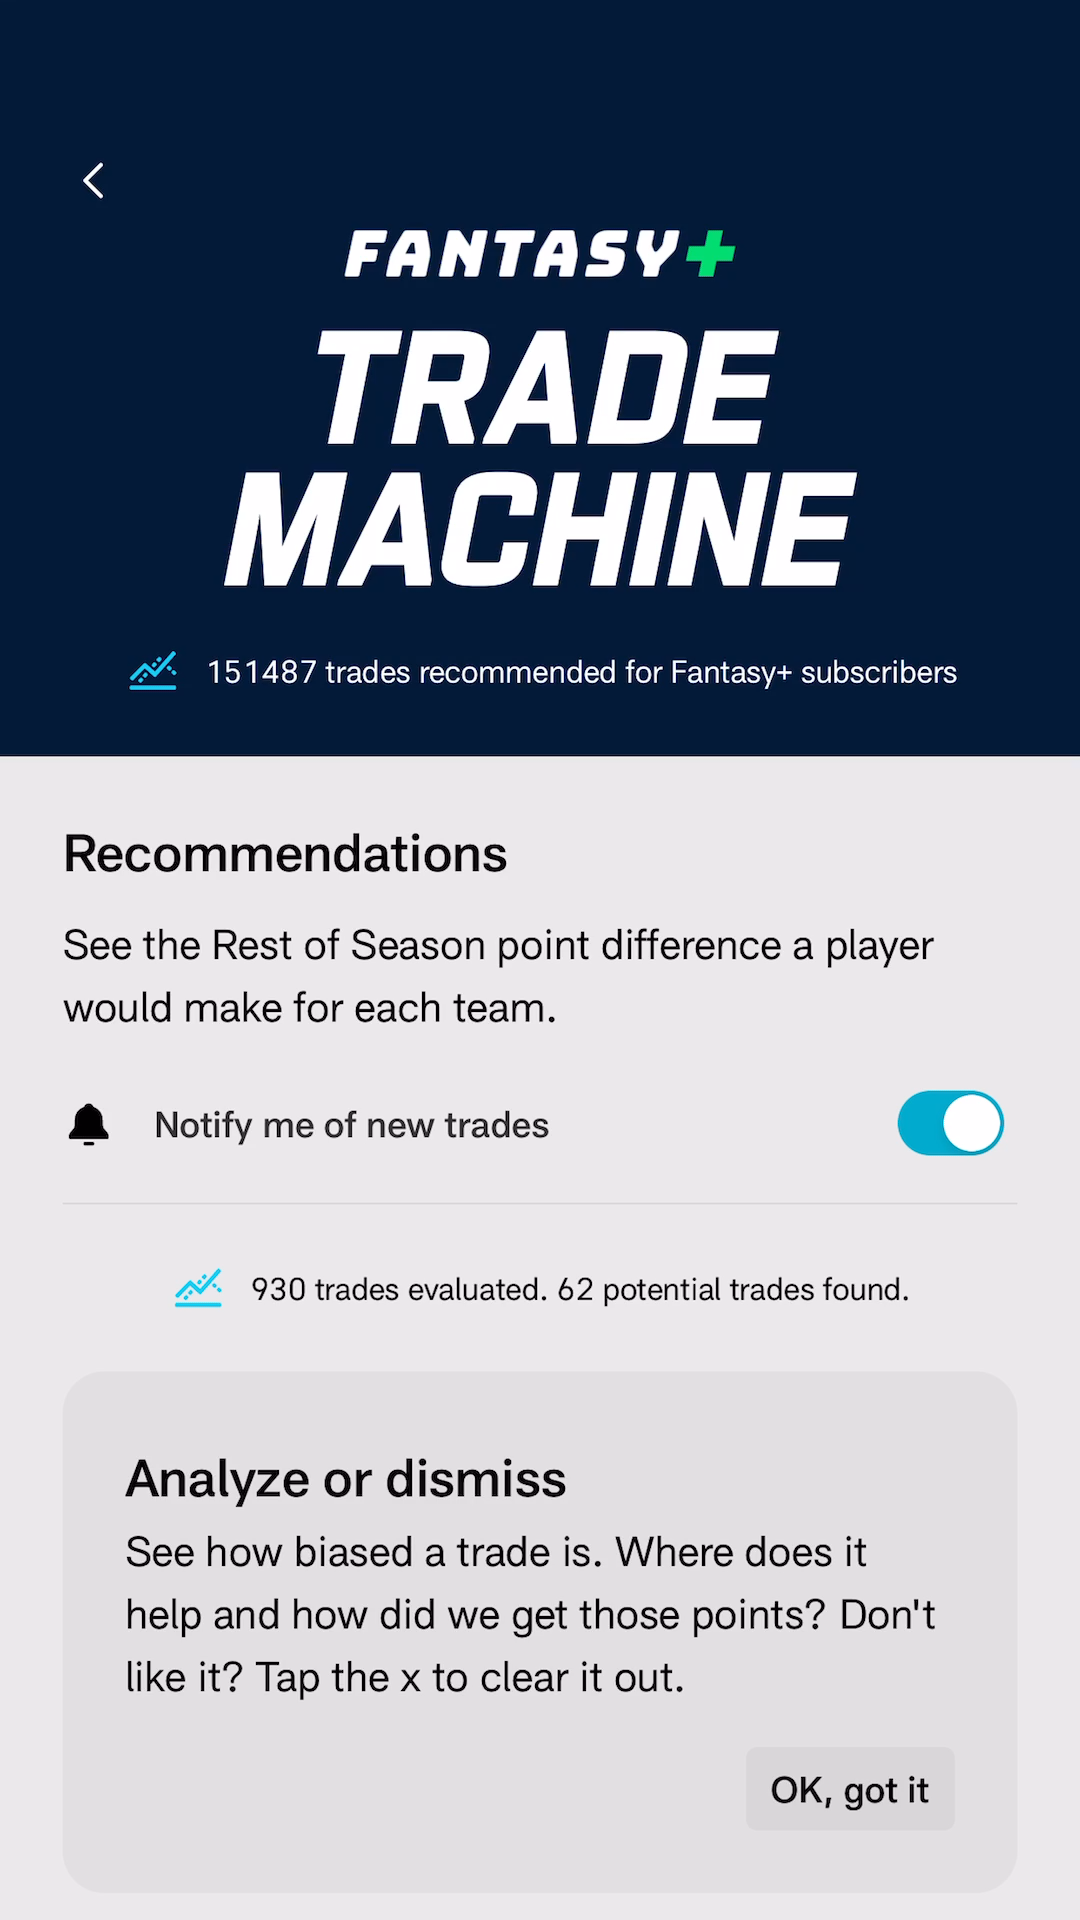 FANTASY+
TRADE
MACHINE
151487 trades recommended for Fantasy+ subscribers
Recommendations
See the Rest of Season point difference a player
would make for each team.
Notify me of new trades
930 trades evaluated. 62 potential trades found.
Analyze or dismiss
See how biased a trade is. Where does it
help and how did we get those points? Don't
like it? Tap the x to clear it out.
OK, got it